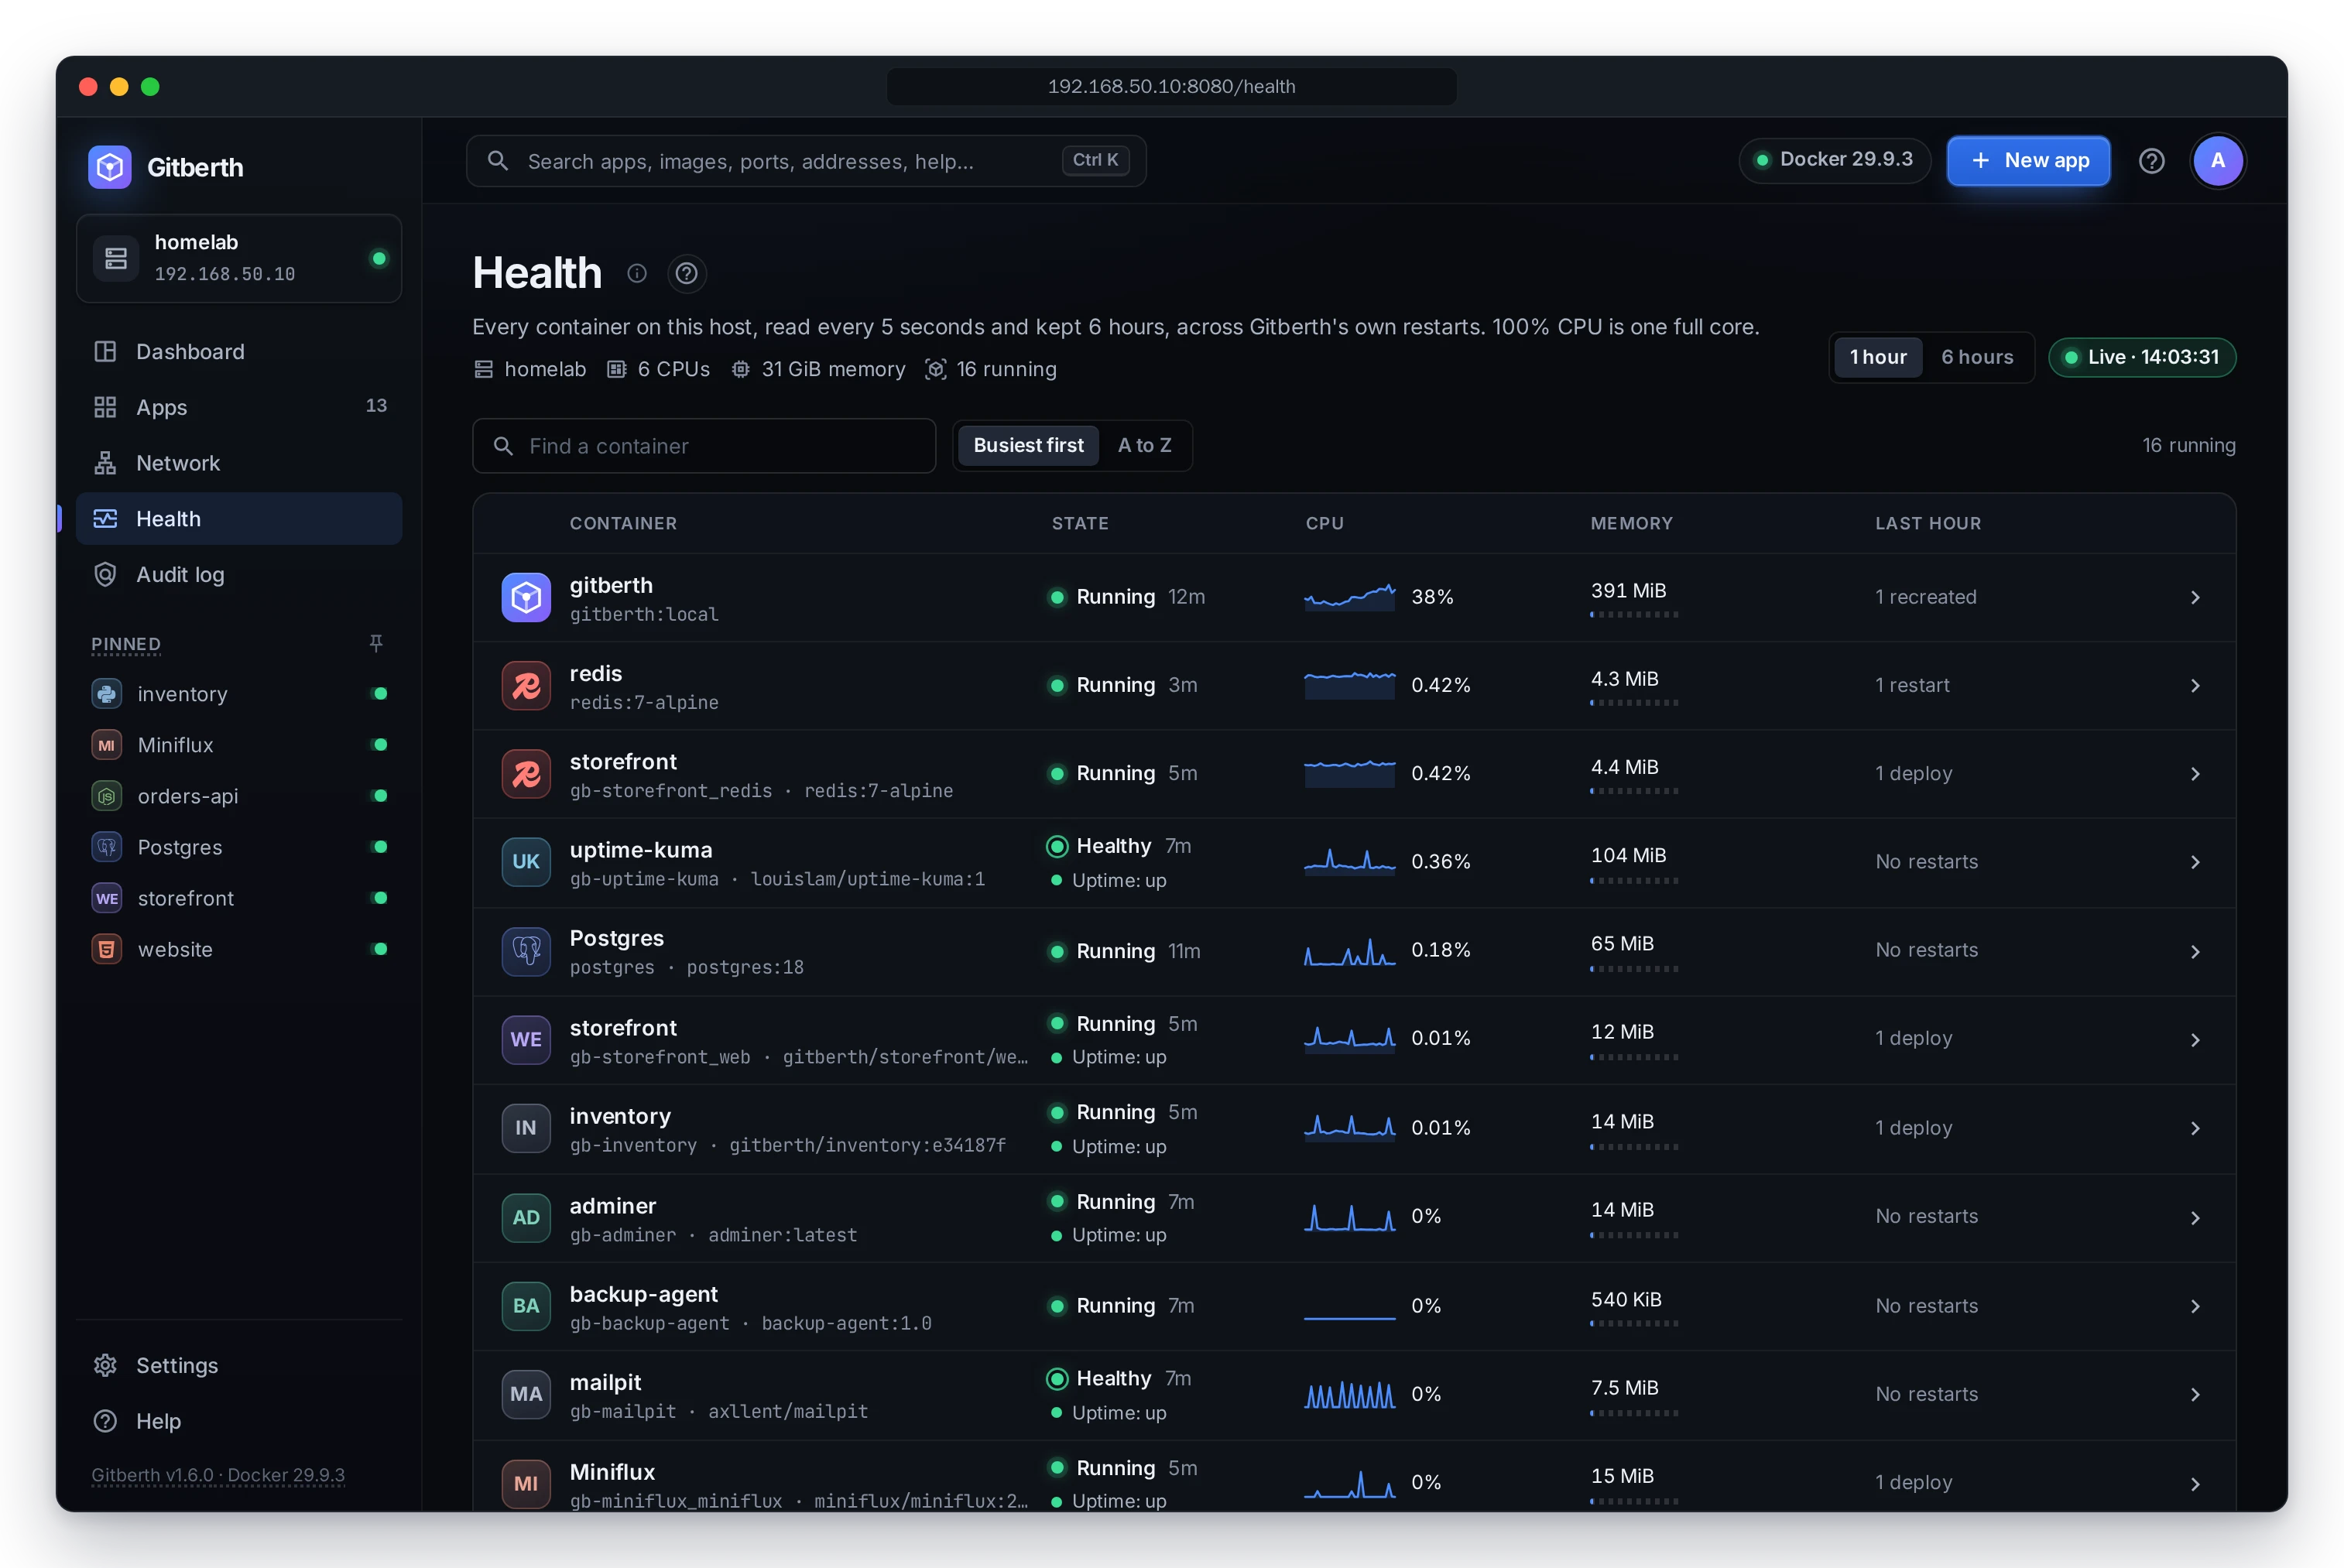 192.168.50.10:8080/health
Gitberth
Search apps, images, ports, addresses, help... Ctrl K
Docker 29.9.3
+ New app
A
homelab
192.168.50.10
Dashboard
Apps 13
Network
Health
Audit log
PINNED
inventory
MI Miniflux
orders-api
Postgres
WE storefront
website
Settings
Help
Gitberth v1.6.0 · Docker 29.9.3
Health
Every container on this host, read every 5 seconds and kept 6 hours, across Gitberth's own restarts. 100% CPU is one full core.
homelab 6 CPUs 31 GiB memory 16 running
1 hour 6 hours Live · 14:03:31
Find a container Busiest first A to Z 16 running
CONTAINER STATE CPU MEMORY LAST HOUR
gitberth
gitberth:local
Running 12m 38% 391 MiB 1 recreated
redis
redis:7-alpine
Running 3m 0.42% 4.3 MiB 1 restart
storefront
gb-storefront_redis · redis:7-alpine
Running 5m 0.42% 4.4 MiB 1 deploy
UK uptime-kuma
gb-uptime-kuma · louislam/uptime-kuma:1
Healthy 7m
Uptime: up
0.36% 104 MiB No restarts
Postgres
postgres · postgres:18
Running 11m 0.18% 65 MiB No restarts
WE storefront
gb-storefront_web · gitberth/storefront/we…
Running 5m
Uptime: up
0.01% 12 MiB 1 deploy
IN inventory
gb-inventory · gitberth/inventory:e34187f
Running 5m
Uptime: up
0.01% 14 MiB 1 deploy
AD adminer
gb-adminer · adminer:latest
Running 7m
Uptime: up
0% 14 MiB No restarts
BA backup-agent
gb-backup-agent · backup-agent:1.0
Running 7m 0% 540 KiB No restarts
MA mailpit
gb-mailpit · axllent/mailpit
Healthy 7m
Uptime: up
0% 7.5 MiB No restarts
MI Miniflux
gb-miniflux_miniflux · miniflux/miniflux:2…
Running 5m
Uptime: up
0% 15 MiB 1 deploy